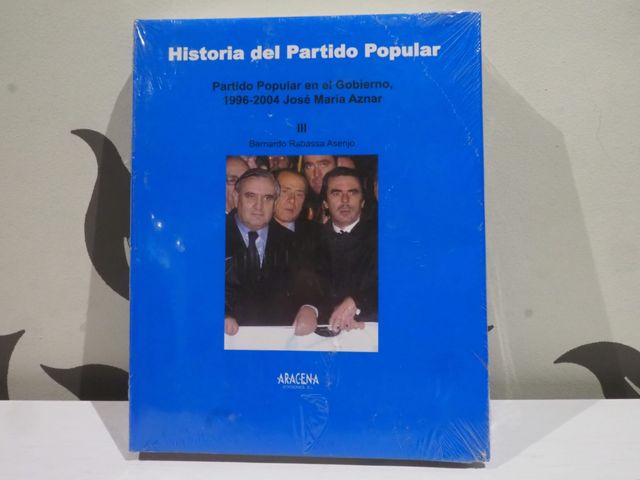 Historia del Partido Popular
Partido Popular en el Gobierno,
1996-2004 José María Aznar
III
Bernardo Rabassa Asenjo
ARACENA
EDITORIALES S.L.